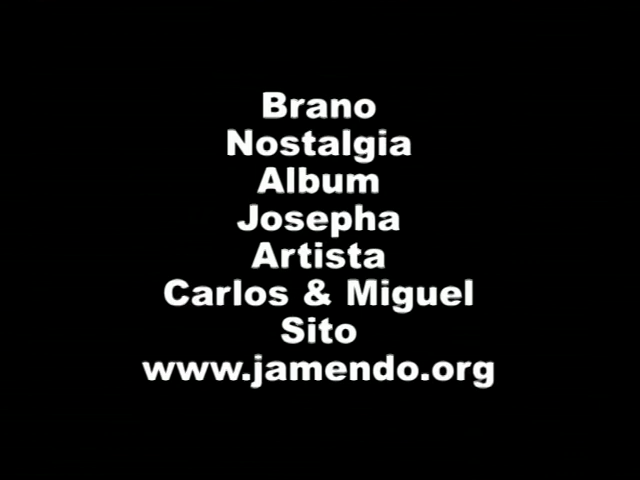 Brano
Nostalgia
Album
Josepha
Artista
Carlos & Miguel
Sito
www.jamendo.org